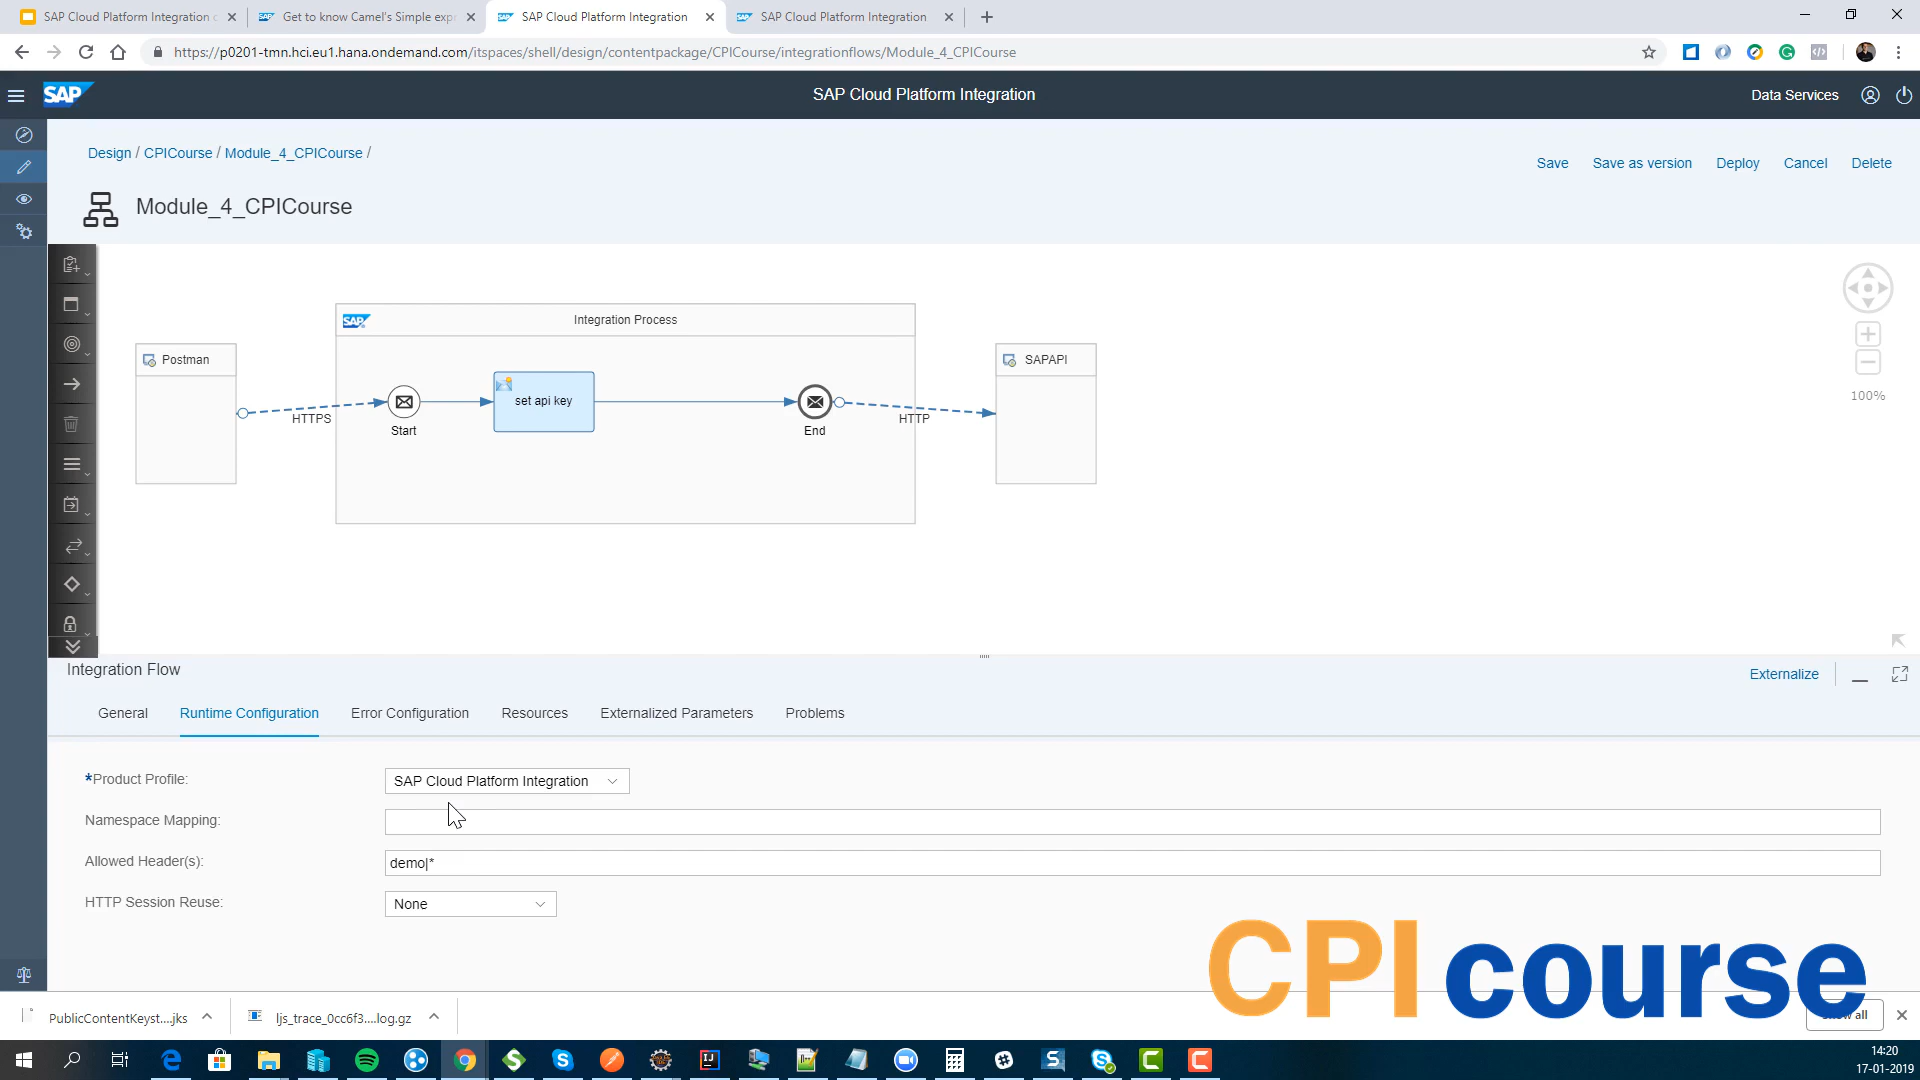 SAP Cloud Platform Integration c
Get to know Camel's Simple expr
SAP Cloud Platform Integration
SAP Cloud Platform Integration
https://p0201-tmn.hci.eu1.hana.ondemand.com/itspaces/shell/design/contentpackage/CPICourse/integrationflows/Module_4_CPICourse
SAP
SAP Cloud Platform Integration
Data Services
Design / CPICourse / Module_4_CPICourse /
Save
Save as version
Deploy
Cancel
Delete
Module_4_CPICourse
SAP
Integration Process
Postman
SAPAPI
set api key
HTTPS
HTTP
Start
End
100%
Integration Flow
Externalize
General
Runtime Configuration
Error Configuration
Resources
Externalized Parameters
Problems
*Product Profile:
SAP Cloud Platform Integration
Namespace Mapping:
Allowed Header(s):
demo|*
HTTP Session Reuse:
None
CPI course
PublicContentKeyst....jks
ljs_trace_0cc6f3....log.gz
all
14:20
17-01-2019